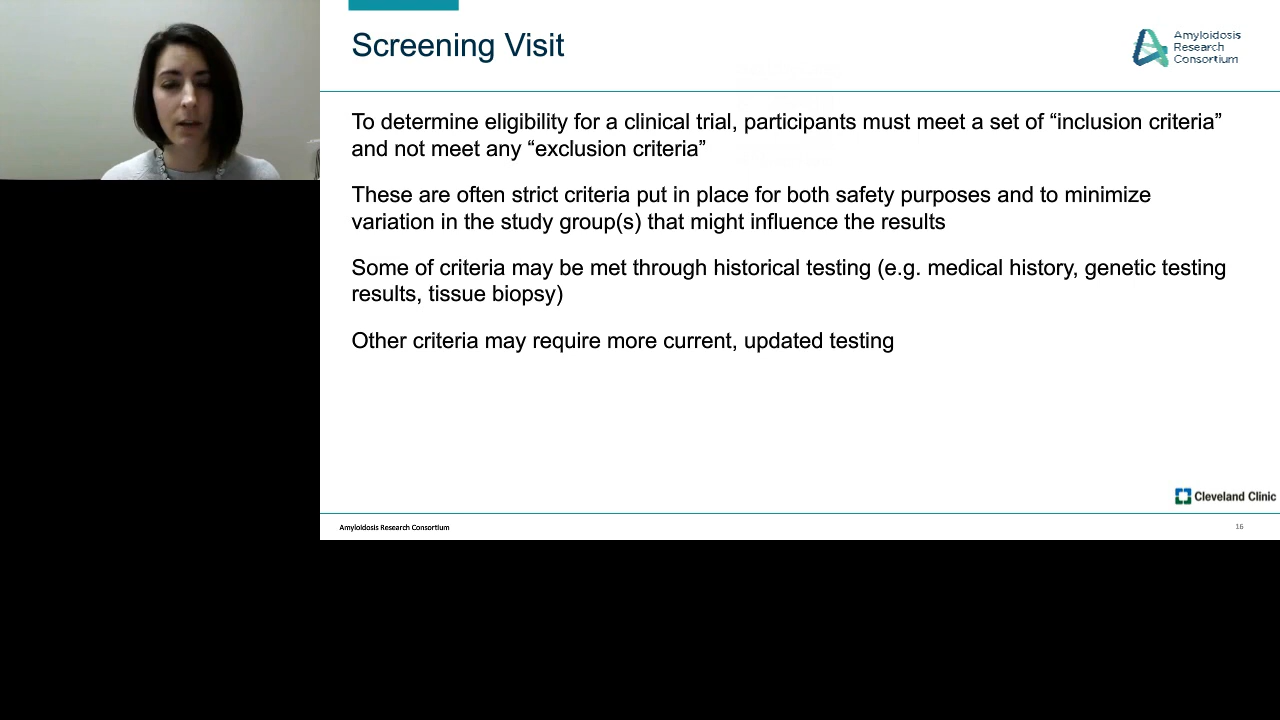 Screening Visit
Amyloidosis
Research
Consortium
To determine eligibility for a clinical trial, participants must meet a set of “inclusion criteria”
and not meet any “exclusion criteria”
These are often strict criteria put in place for both safety purposes and to minimize
variation in the study group(s) that might influence the results
Some of criteria may be met through historical testing (e.g. medical history, genetic testing
results, tissue biopsy)
Other criteria may require more current, updated testing
Cleveland Clinic
Amyloidosis Research Consortium
16